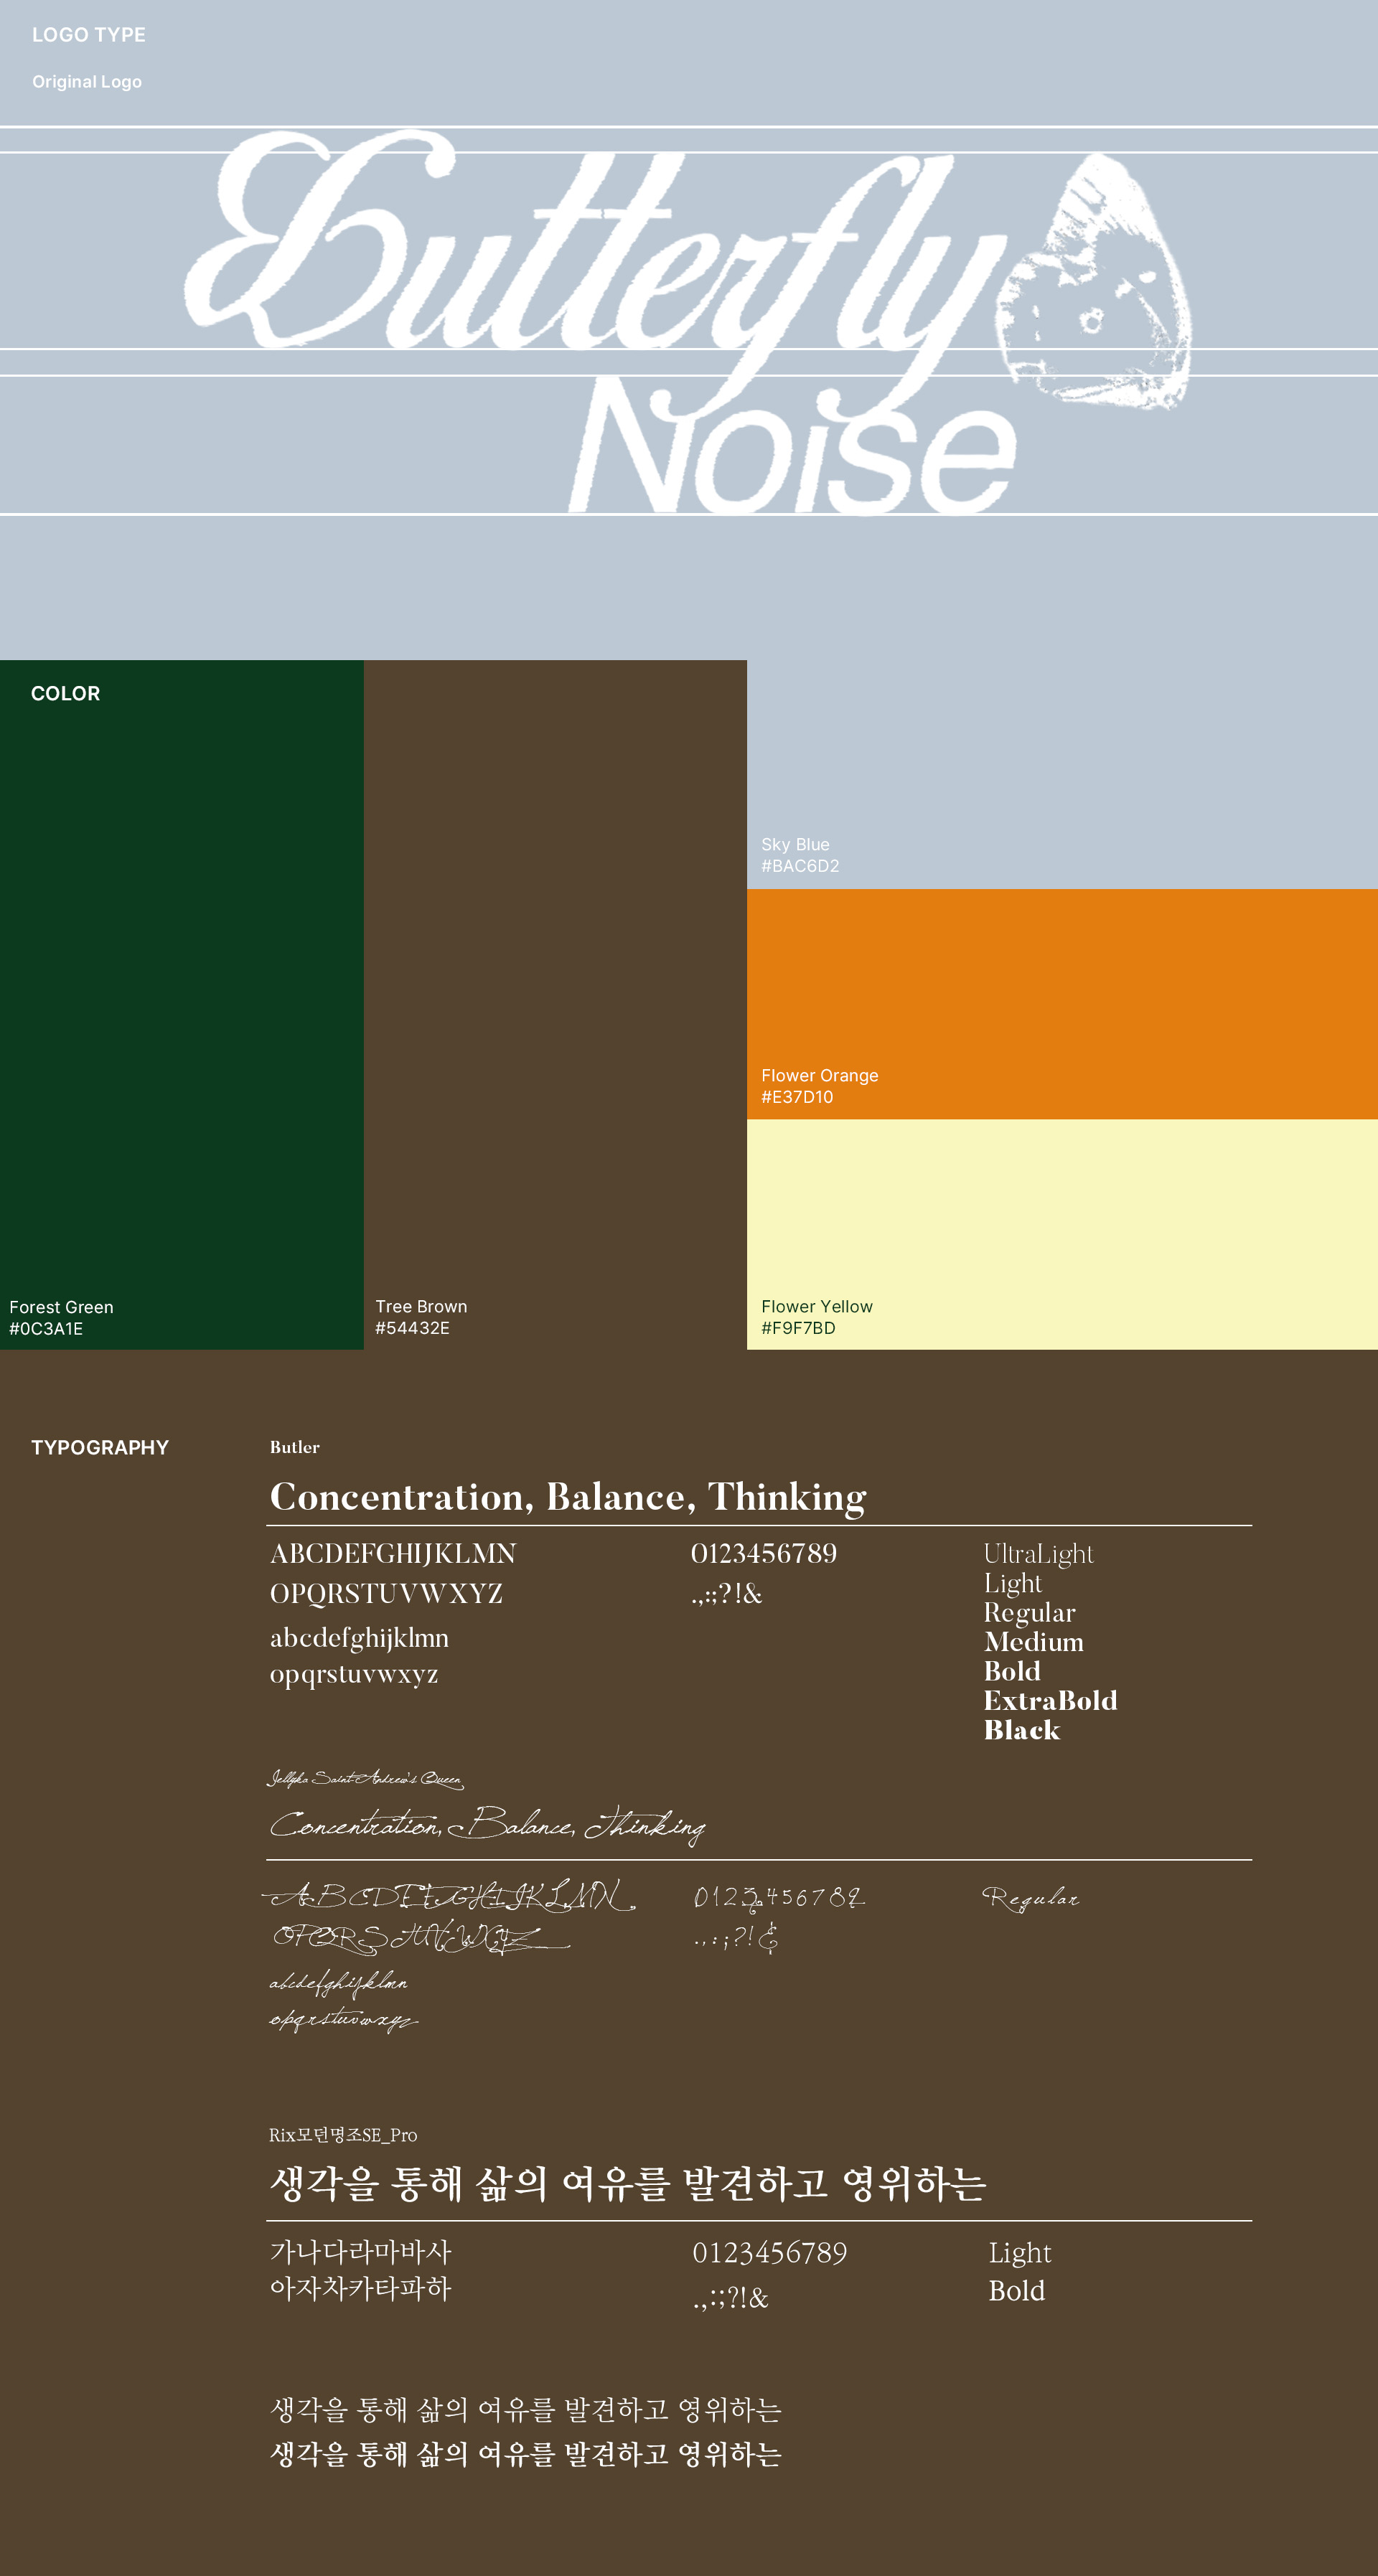 LOGO TYPE
Original Logo
Butterfly
Noise
COLOR
Sky Blue
#BAC6D2
Flower Orange
#E37D10
Forest Green
#0C3A1E
Tree Brown
#54432E
Flower Yellow
#F9F7BD
TYPOGRAPHY
Butler
Concentration, Balance, Thinking
ABCDEFGHIJKLMN
OPQRSTUVWXYZ
abcdefghijklmn
opqrstuvwxyz
0123456789
.,:;?!&
UltraLight
Light
Regular
Medium
Bold
ExtraBold
Black
Jellyka Saint-Andrew's Queen
Concentration, Balance, Thinking
ABCDEFGHIJKLMN
OPQRSTUVWXYZ
abcdefghijklmn
opqrstuvwxyz
0123456789
.,:;?!&
Regular
Rix모던명조SE_Pro
생각을 통해 삶의 여유를 발견하고 영위하는
가나다라마바사
아자차카타파하
0123456789
.,:;?!&
Light
Bold
생각을 통해 삶의 여유를 발견하고 영위하는
생각을 통해 삶의 여유를 발견하고 영위하는